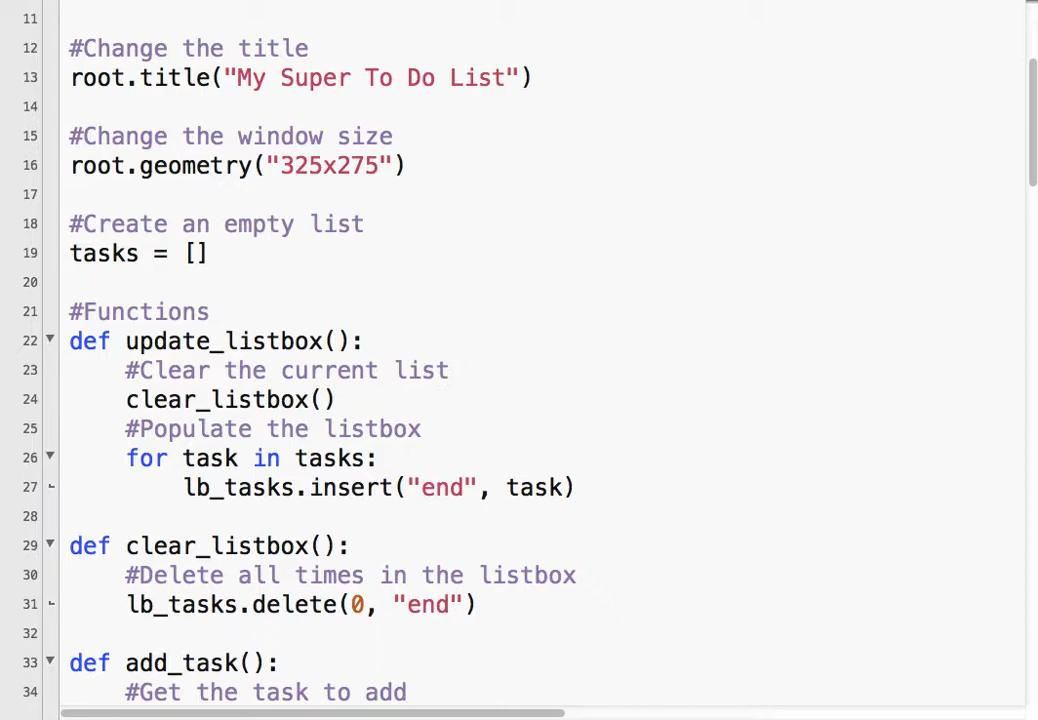 11
12 #Change the title
13 root.title("My Super To Do List")
14
15 #Change the window size
16 root.geometry("325x275")
17
18 #Create an empty list
19 tasks = []
20
21 #Functions
22 def update_listbox():
23     #Clear the current list
24     clear_listbox()
25     #Populate the listbox
26     for task in tasks:
27         lb_tasks.insert("end", task)
28
29 def clear_listbox():
30     #Delete all times in the listbox
31     lb_tasks.delete(0, "end")
32
33 def add_task():
34     #Get the task to add